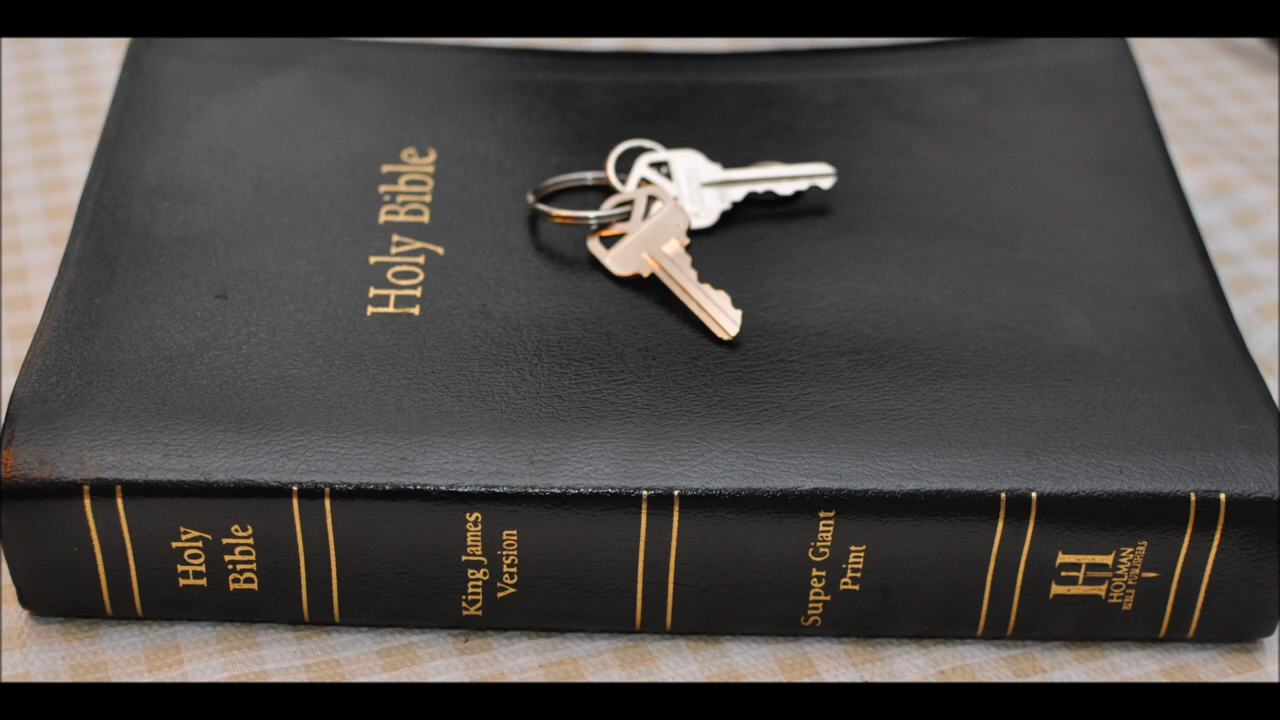 Holy Bible
Holy
Bible
King James
Version
Super Giant
Print
HOLMAN
BIBLE PUBLISHERS